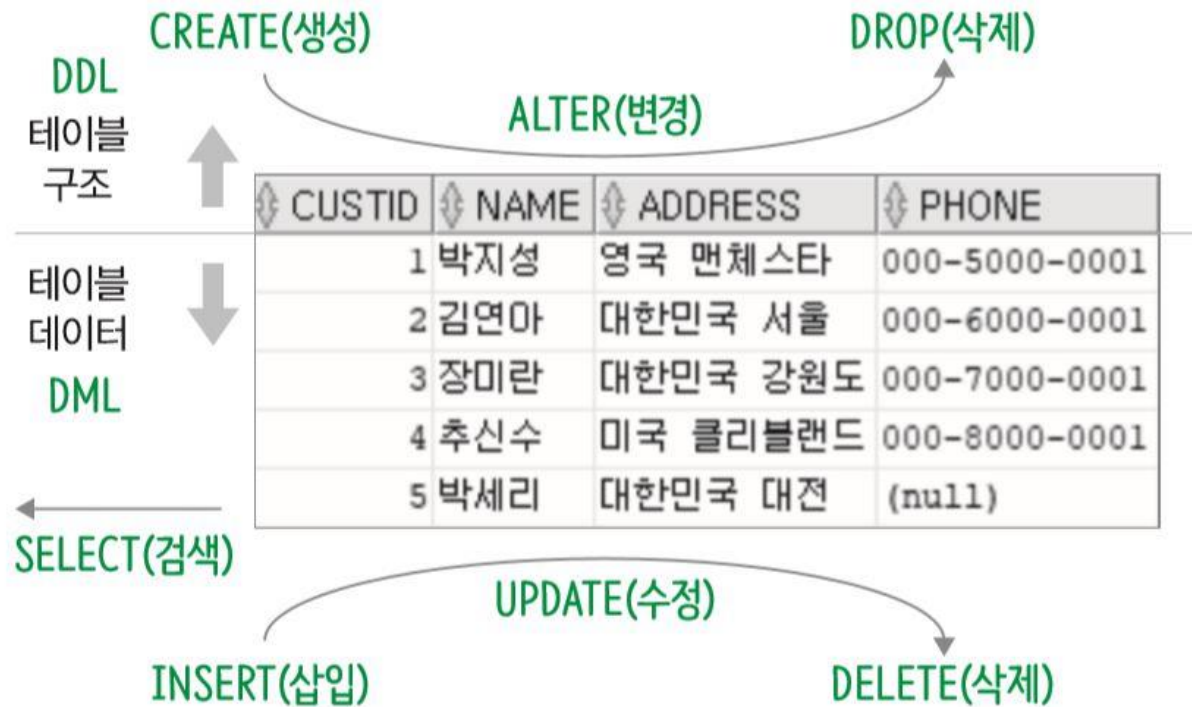 CREATE(생성)
DROP(삭제)
DDL
테이블
구조
ALTER(변경)
CUSTID NAME ADDRESS PHONE
1 박지성 영국 맨체스타 000-5000-0001
2 김연아 대한민국 서울 000-6000-0001
3 장미란 대한민국 강원도 000-7000-0001
4 추신수 미국 클리블랜드 000-8000-0001
5 박세리 대한민국 대전 (null)
테이블
데이터
DML
SELECT(검색)
UPDATE(수정)
INSERT(삽입)
DELETE(삭제)